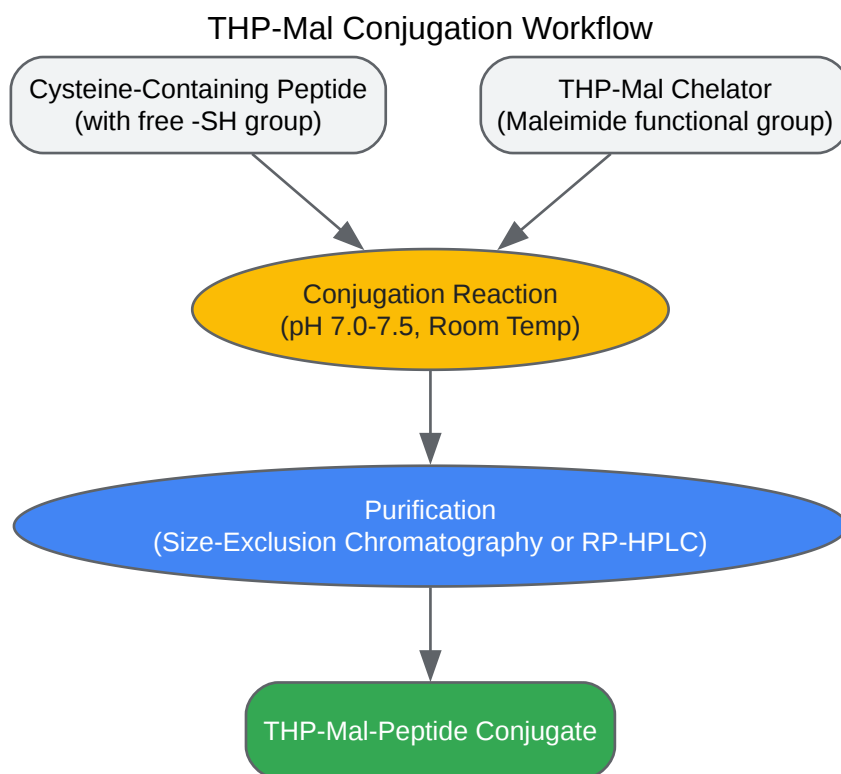 THP-Mal Conjugation Workflow
Cysteine-Containing Peptide
(with free -SH group)
THP-Mal Chelator
(Maleimide functional group)
Conjugation Reaction
(pH 7.0-7.5, Room Temp)
Purification
(Size-Exclusion Chromatography or RP-HPLC)
THP-Mal-Peptide Conjugate